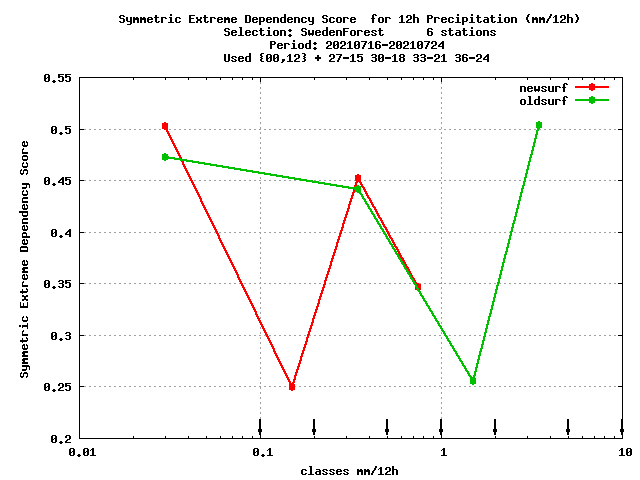 Symmetric Extreme Dependency Score  for 12h Precipitation (mm/12h)
Selection: SwedenForest      6 stations
Period: 20210716-20210724
Used {00,12} + 27-15 30-18 33-21 36-24
newsurf
oldsurf
Symmetric Extreme Dependency Score
0.55
0.5
0.45
0.4
0.35
0.3
0.25
0.2
0.01
0.1
1
10
classes mm/12h